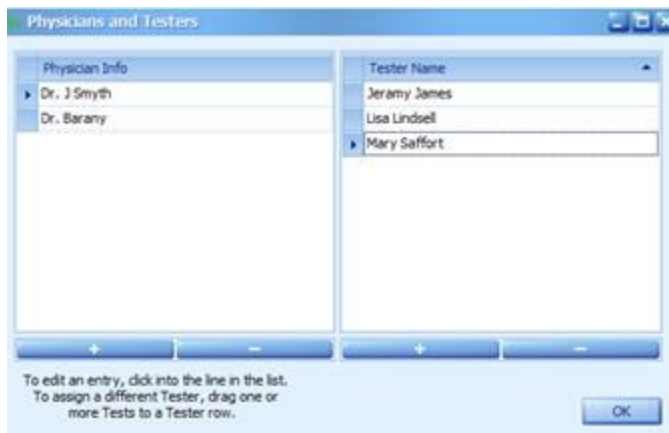 Physicians and Testers
Physician Info
Dr. J Smyth
Dr. Barany
Tester Name
Jeramy James
Lisa Lindsell
Mary Saffort
+ − + −
To edit an entry, click into the line in the list.
To assign a different Tester, drag one or
more Tests to a Tester row.
OK